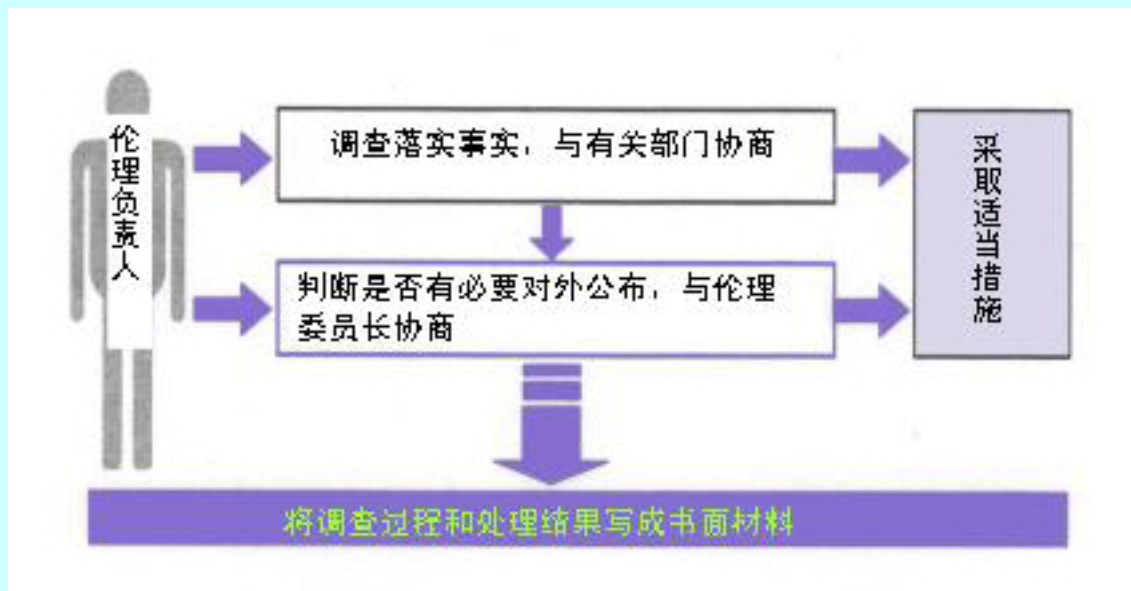 伦理负责人
调查落实事实，与有关部门协商
判断是否有必要对外公布，与伦理
委员长协商
采取适当措施
将调查过程和处理结果写成书面材料